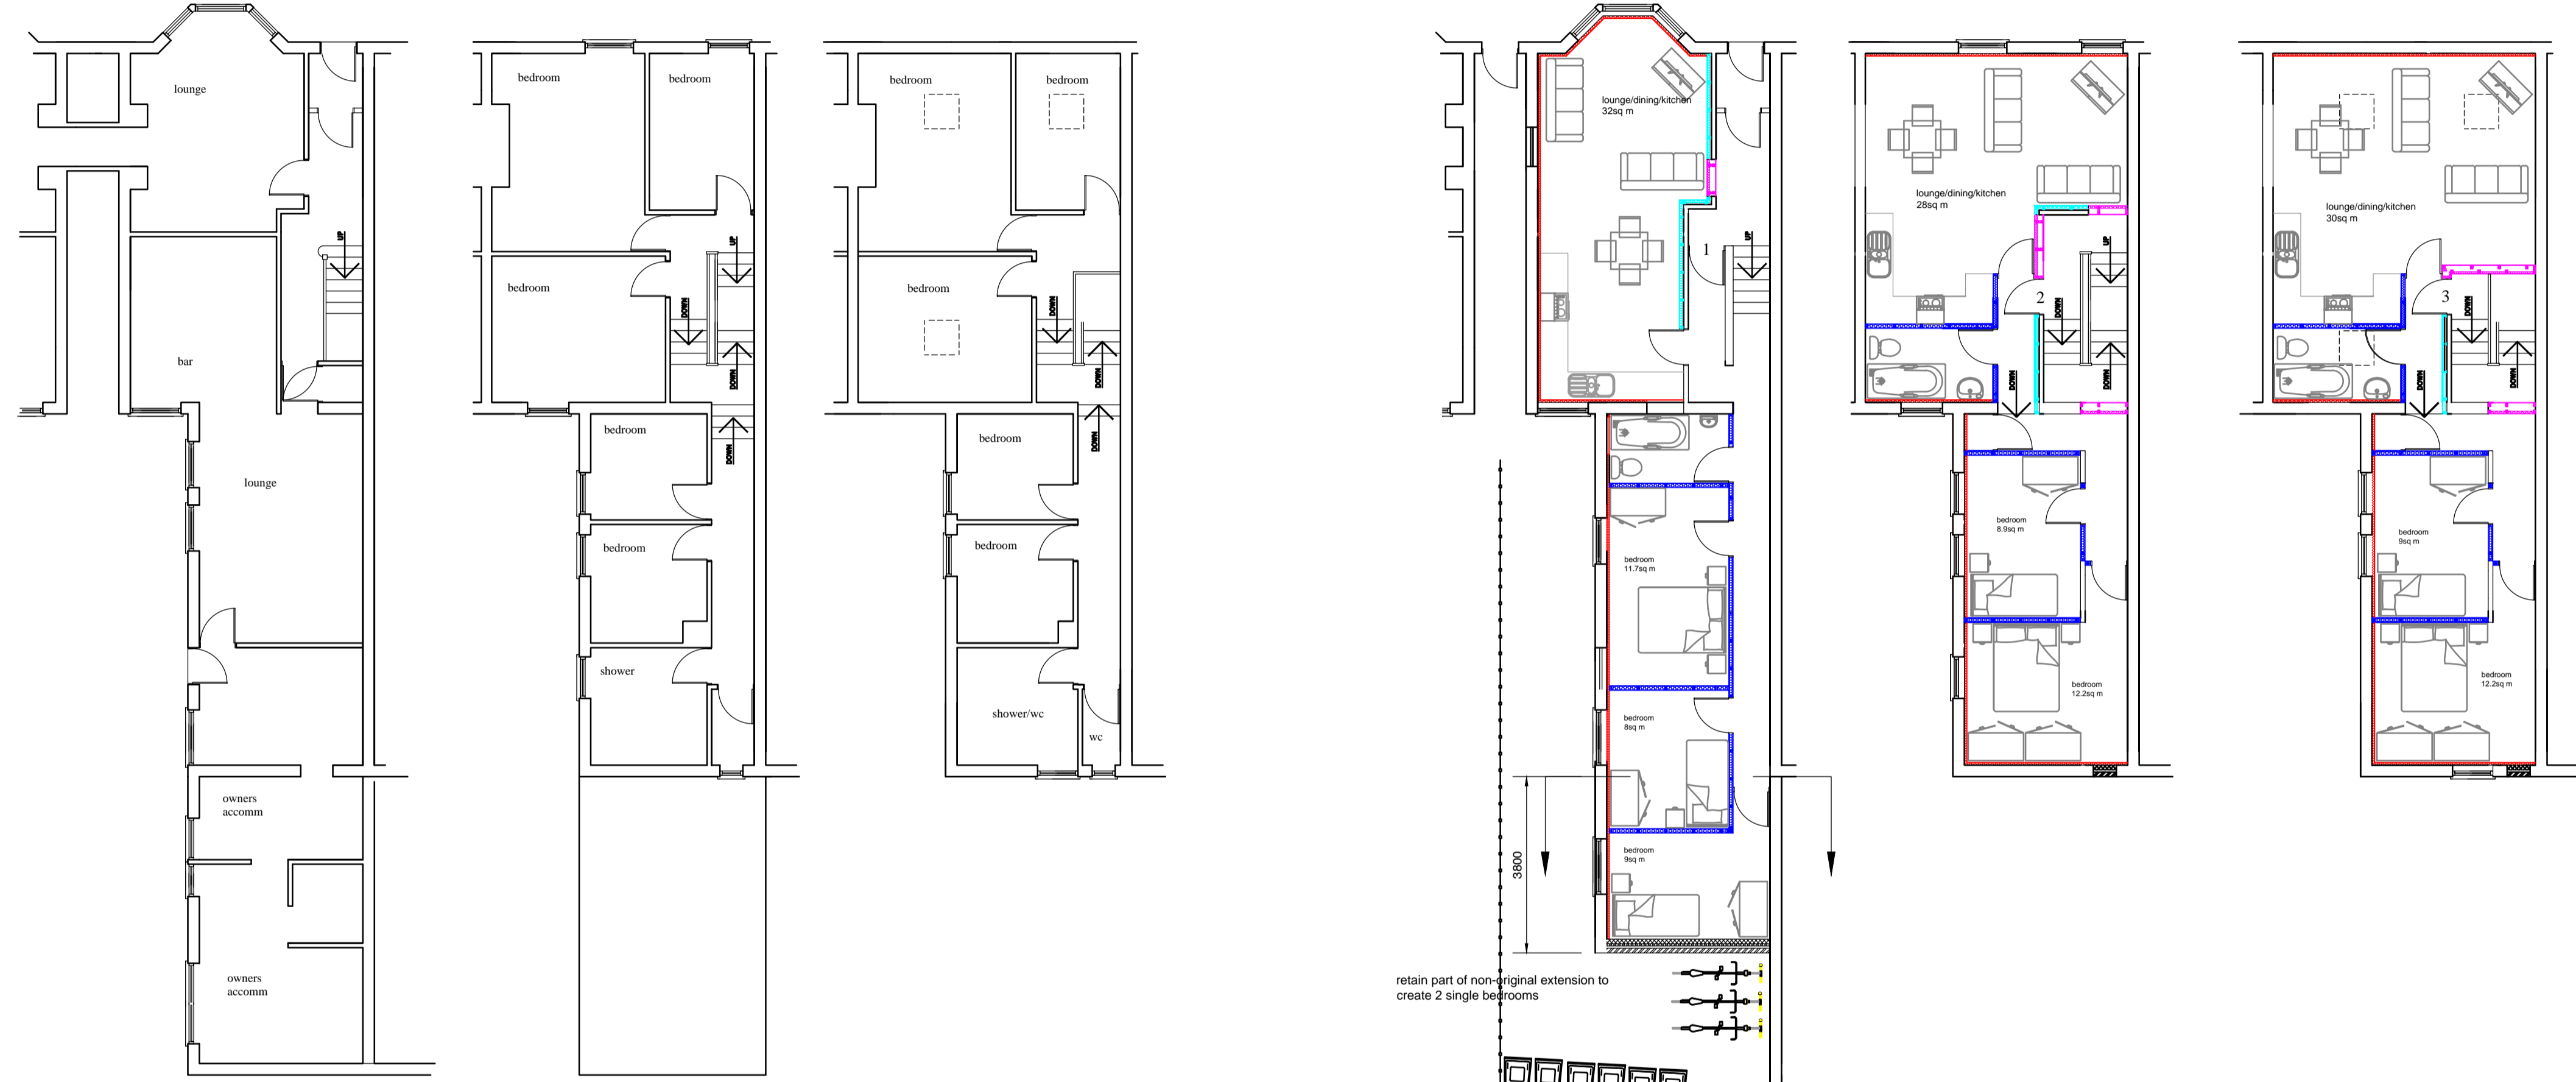 lounge
UP
bar
lounge
owners
accomm
owners
accomm
bedroom
bedroom
UP
bedroom
DOWN
DOWN
bedroom
DOWN
bedroom
shower
bedroom
bedroom
bedroom
DOWN
DOWN
bedroom
DOWN
bedroom
shower/wc
wc
lounge/dining/kitchen
32sq m
1
UP
bedroom
11.7sq m
bedroom
8sq m
bedroom
9sq m
3800
retain part of non-original extension to
create 2 single bedrooms
lounge/dining/kitchen
28sq m
UP
2
DOWN
DOWN
DOWN
bedroom
8.9sq m
bedroom
12.2sq m
lounge/dining/kitchen
30sq m
3
DOWN
DOWN
DOWN
bedroom
9sq m
bedroom
12.2sq m